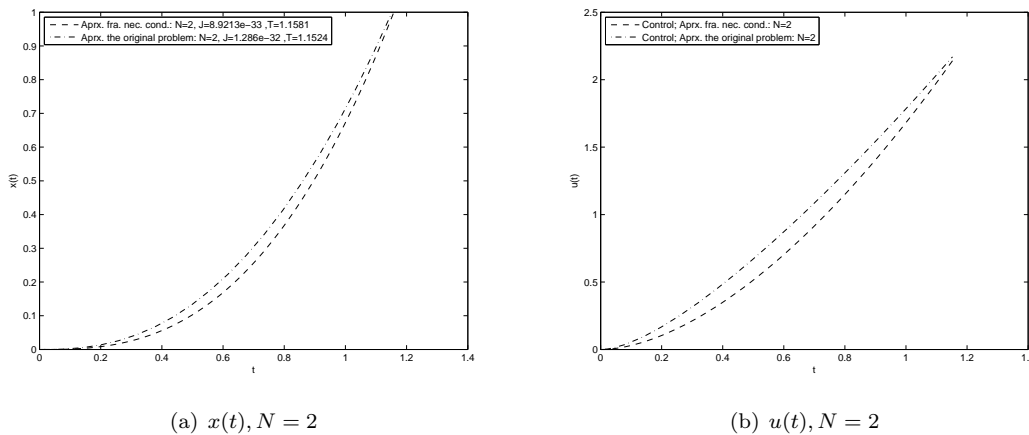 Aprx. fra. nec. cond.: N=2, J=8.9213e−33 ,T=1.1581
Aprx. the original problem: N=2, J=1.286e−32 ,T=1.1524
1
0.9
0.8
0.7
0.6
0.5
0.4
0.3
0.2
0.1
0
x(t)
0 0.2 0.4 0.6 0.8 1 1.2 1.4
t
(a) x(t), N = 2
Control; Aprx. fra. nec. cond.: N=2
Control; Aprx. the original problem: N=2
2.5
2
1.5
1
0.5
0
u(t)
0 0.2 0.4 0.6 0.8 1 1.2 1.
t
(b) u(t), N = 2